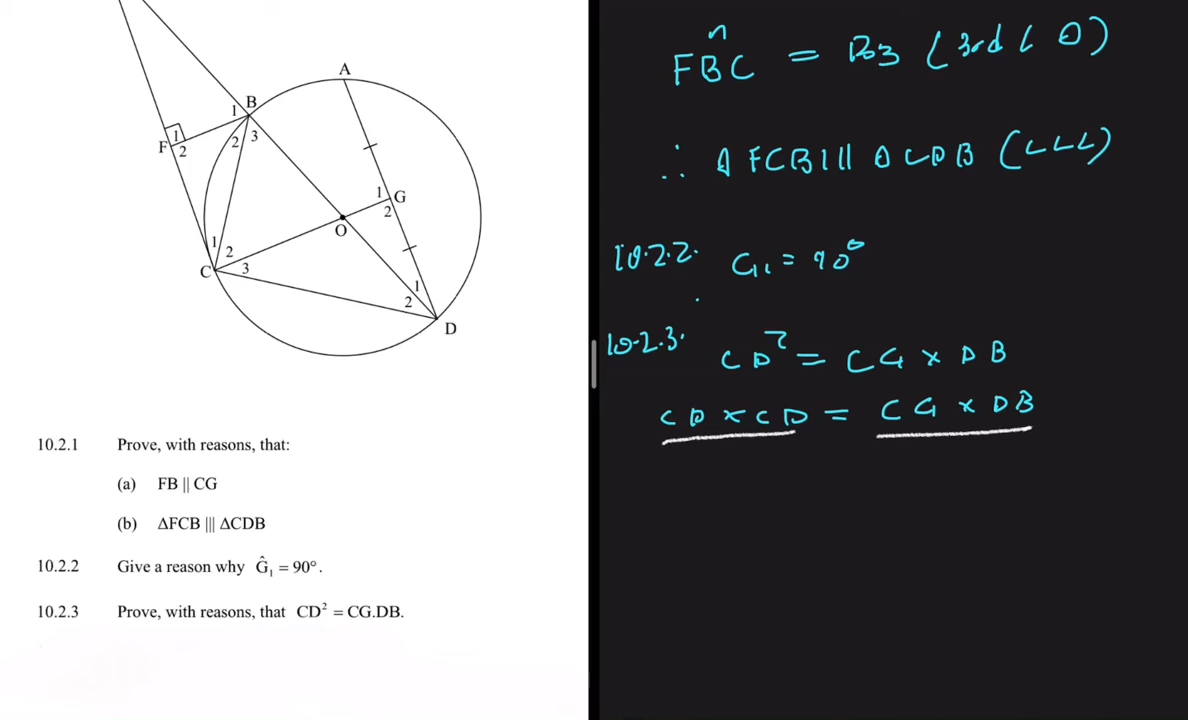 A
B
1
3
2
F
1
2
1
G
2
O
1
2
C
3
1
2
D
10.2.1 Prove, with reasons, that:
(a) FB || CG
(b) ΔFCB ||| ΔCDB
10.2.2 Give a reason why Ĝ₁ = 90°.
10.2.3 Prove, with reasons, that CD² = CG.DB.
FB̂C = (3rd ∠ Δ)
∴ Δ FCB ||| Δ CDB (∠∠∠)
10.2.2. G₁ = 90°
10.2.3. CD² = CG × DB
CD × CD = CG × DB